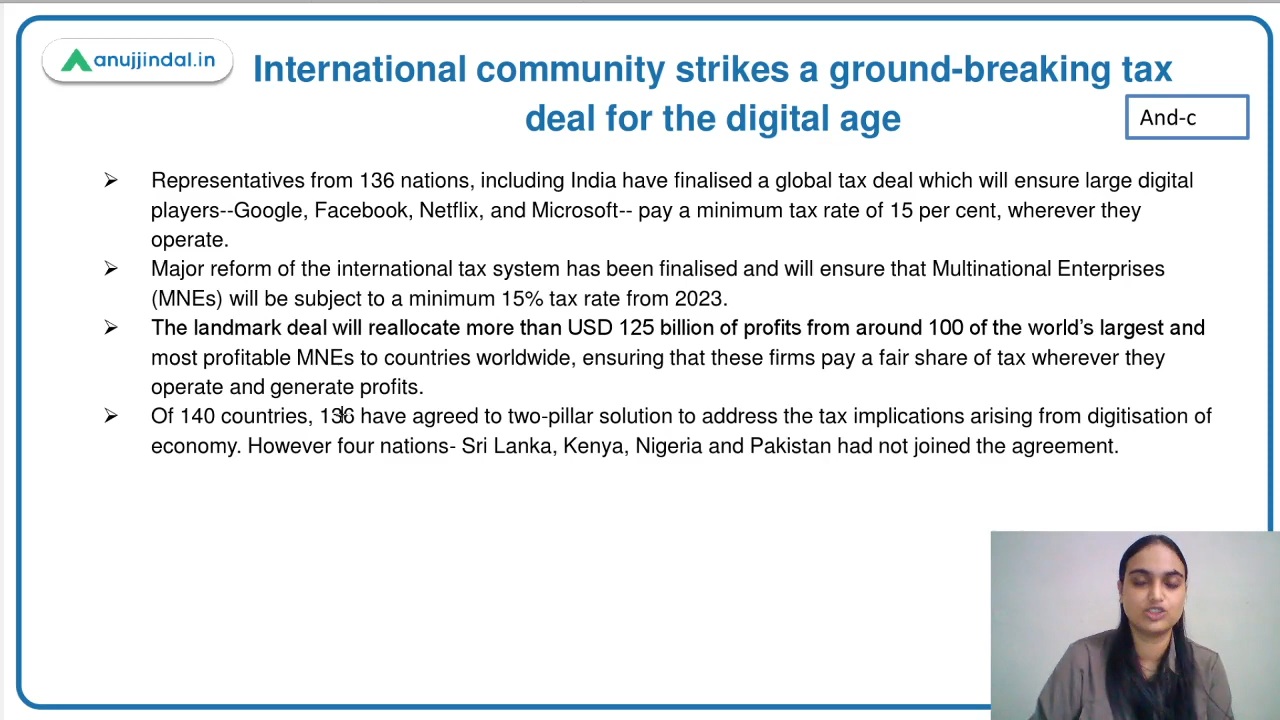 anujjindal.in
International community strikes a ground-breaking tax
deal for the digital age
And-c
➢ Representatives from 136 nations, including India have finalised a global tax deal which will ensure large digital
players--Google, Facebook, Netflix, and Microsoft-- pay a minimum tax rate of 15 per cent, wherever they
operate.
➢ Major reform of the international tax system has been finalised and will ensure that Multinational Enterprises
(MNEs) will be subject to a minimum 15% tax rate from 2023.
➢ The landmark deal will reallocate more than USD 125 billion of profits from around 100 of the world’s largest and
most profitable MNEs to countries worldwide, ensuring that these firms pay a fair share of tax wherever they
operate and generate profits.
➢ Of 140 countries, 136 have agreed to two-pillar solution to address the tax implications arising from digitisation of
economy. However four nations- Sri Lanka, Kenya, Nigeria and Pakistan had not joined the agreement.